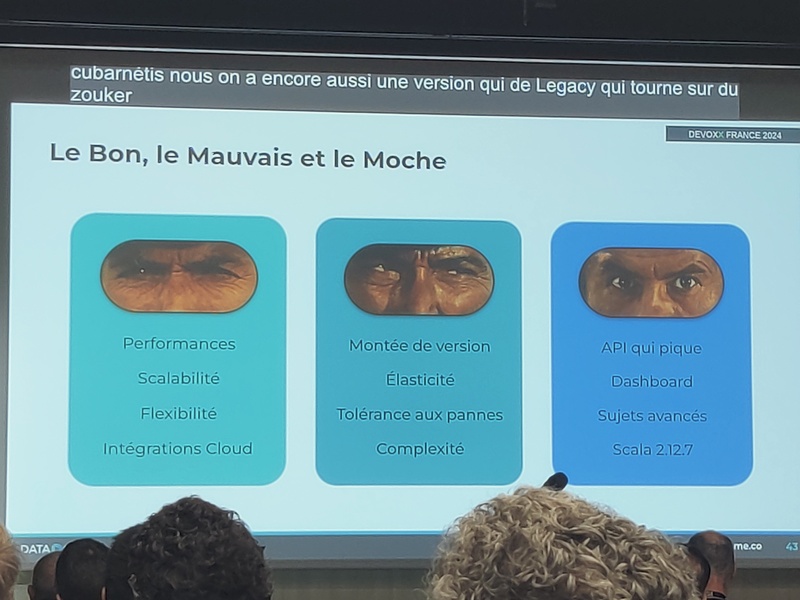 cubarnétis nous on a encore aussi une version qui de Legacy qui tourne sur du
zouker
DEVOXX FRANCE 2024
Le Bon, le Mauvais et le Moche
Performances
Scalabilité
Flexibilité
Intégrations Cloud
Montée de version
Élasticité
Tolérance aux pannes
Complexité
API qui pique
Dashboard
Sujets avancés
Scala 2.12.7
DATA
me.co
43